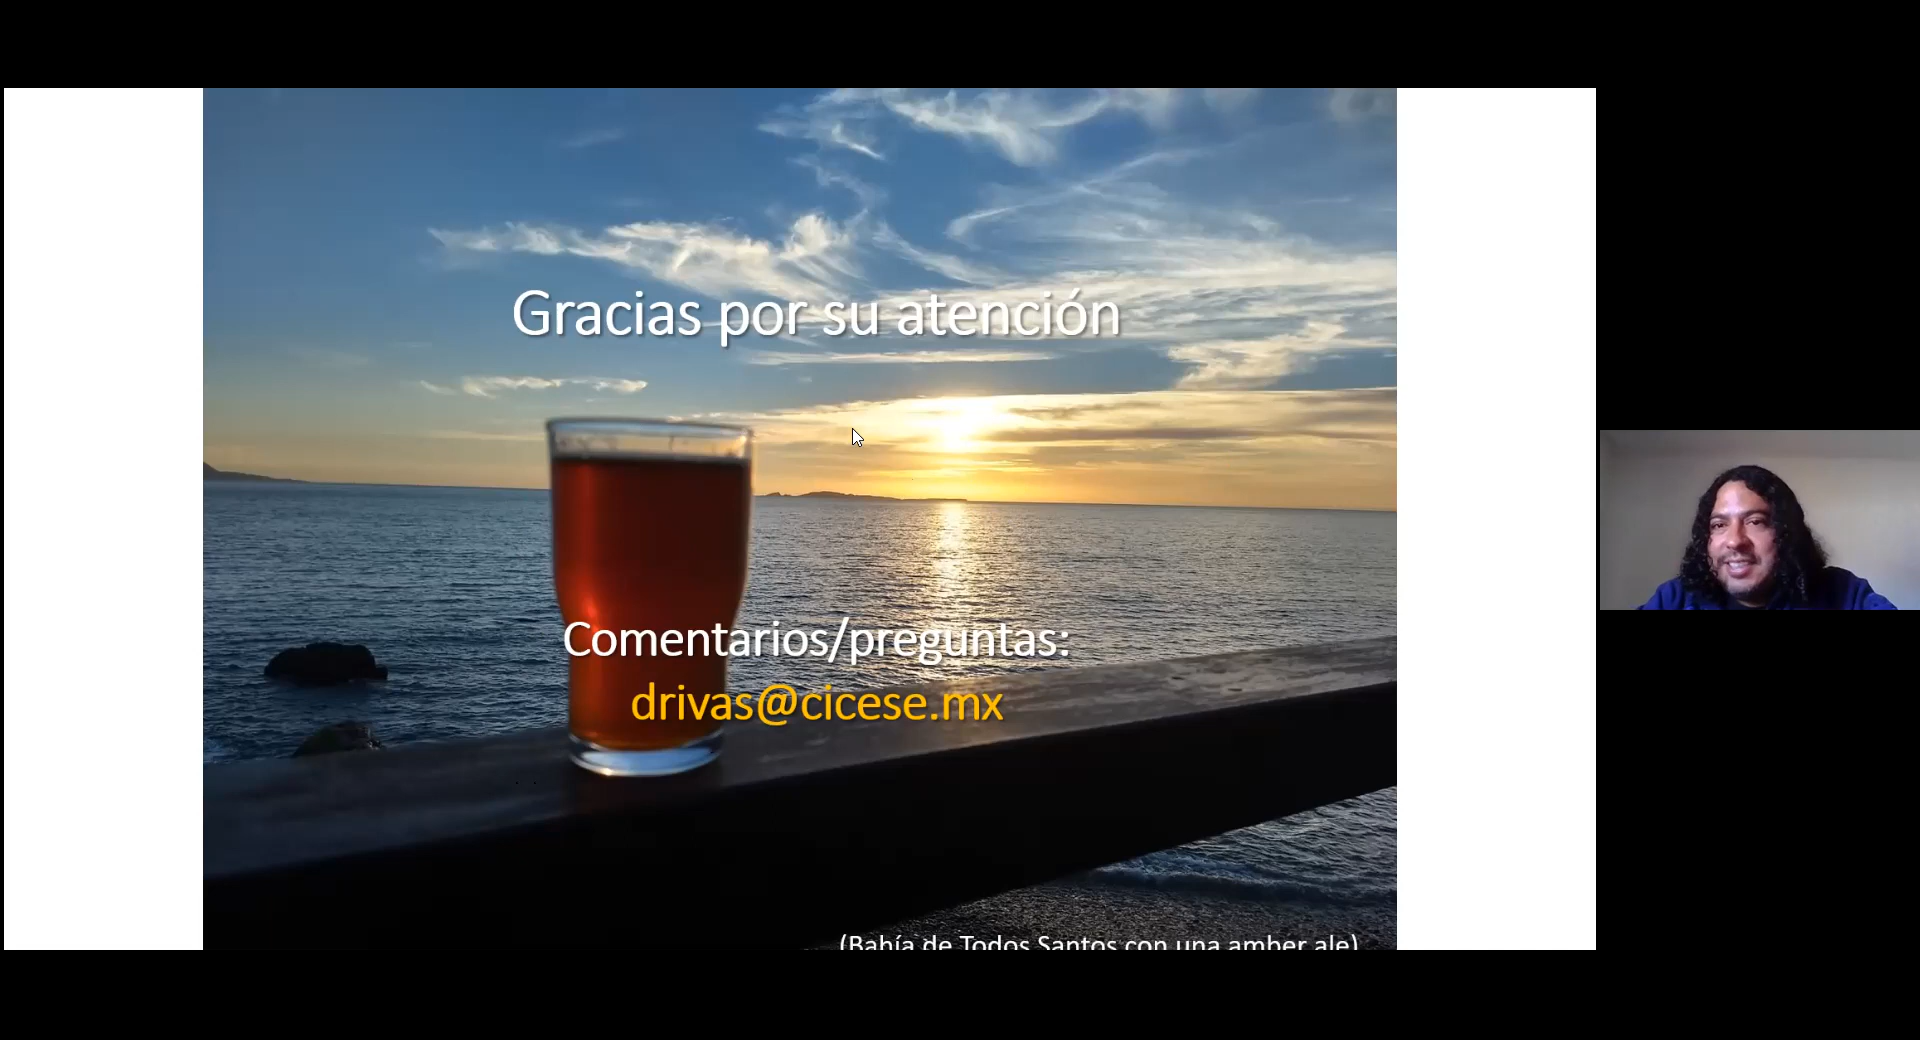 Gracias por su atención
Comentarios/preguntas:
drivas@cicese.mx
(Bahía de Todos Santos con una amber ale)